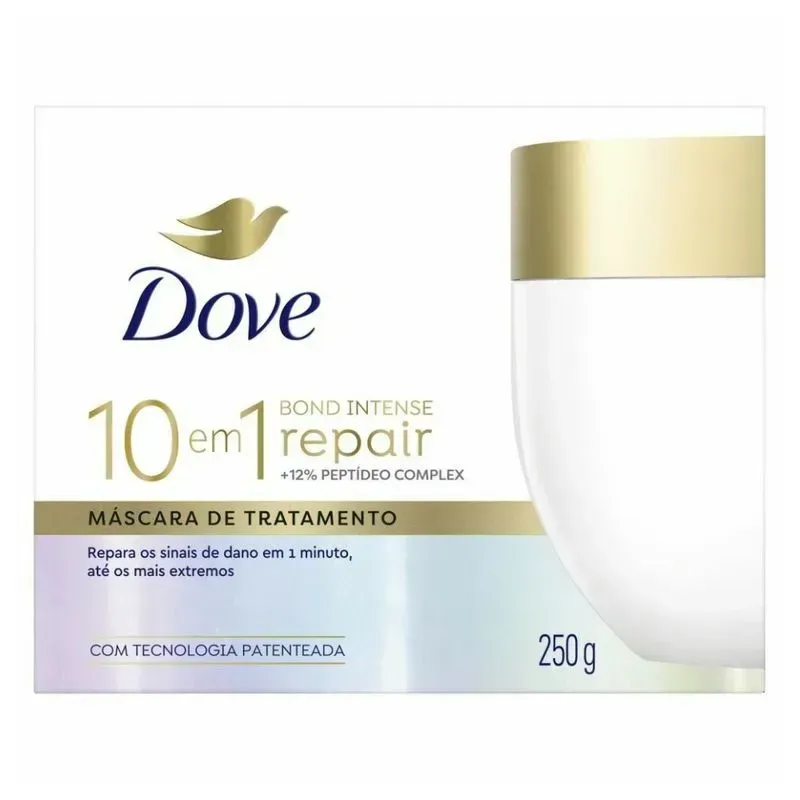 Dove
10 em 1
BOND INTENSE
repair
+12% PEPTÍDEO COMPLEX
MÁSCARA DE TRATAMENTO
Repara os sinais de dano em 1 minuto,
até os mais extremos
COM TECNOLOGIA PATENTEADA
250g